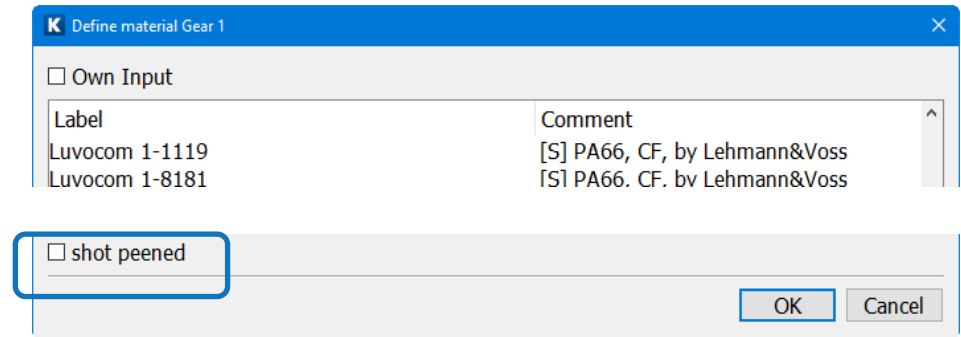 K Define material Gear 1
Own Input
Label Comment
Luvocom 1-1119 [S] PA66, CF, by Lehmann&Voss
Luvocom 1-8181 [S] PA66, CF, by Lehmann&Voss
shot peened
OK Cancel